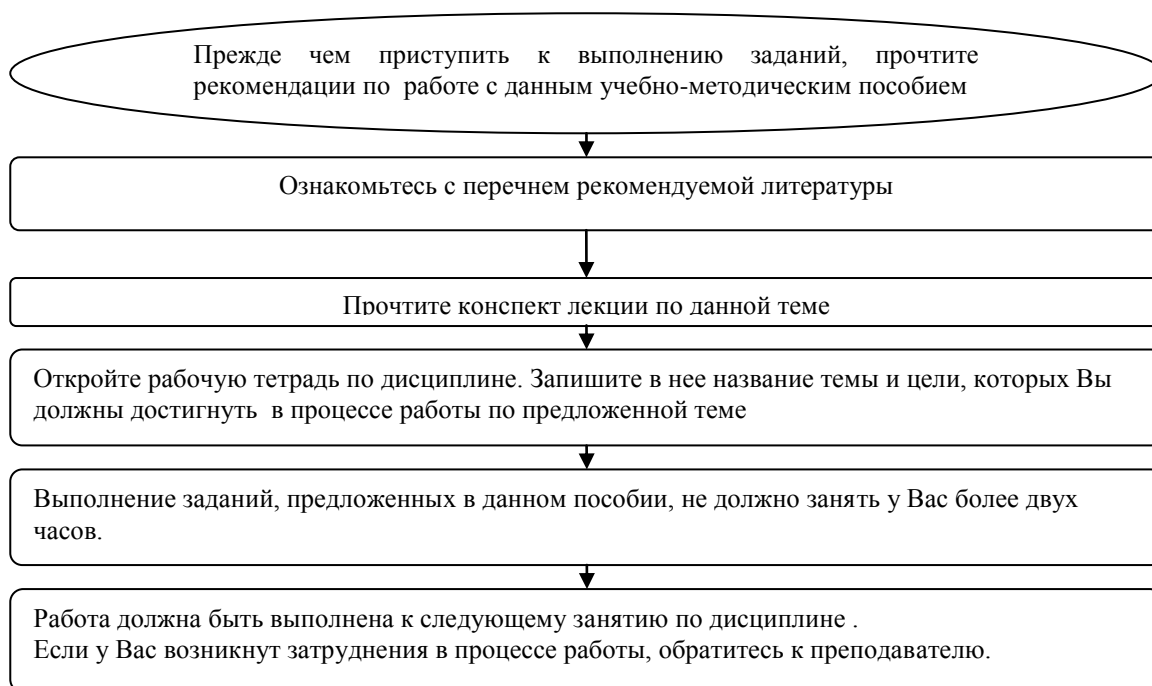 Прежде чем приступить к выполнению заданий, прочтите
рекомендации по работе с данным учебно-методическим пособием
Ознакомьтесь с перечнем рекомендуемой литературы
Прочтите конспект лекции по данной теме
Откройте рабочую тетрадь по дисциплине. Запишите в нее название темы и цели, которых Вы
должны достигнуть в процессе работы по предложенной теме
Выполнение заданий, предложенных в данном пособии, не должно занять у Вас более двух
часов.
Работа должна быть выполнена к следующему занятию по дисциплине .
Если у Вас возникнут затруднения в процессе работы, обратитесь к преподавателю.